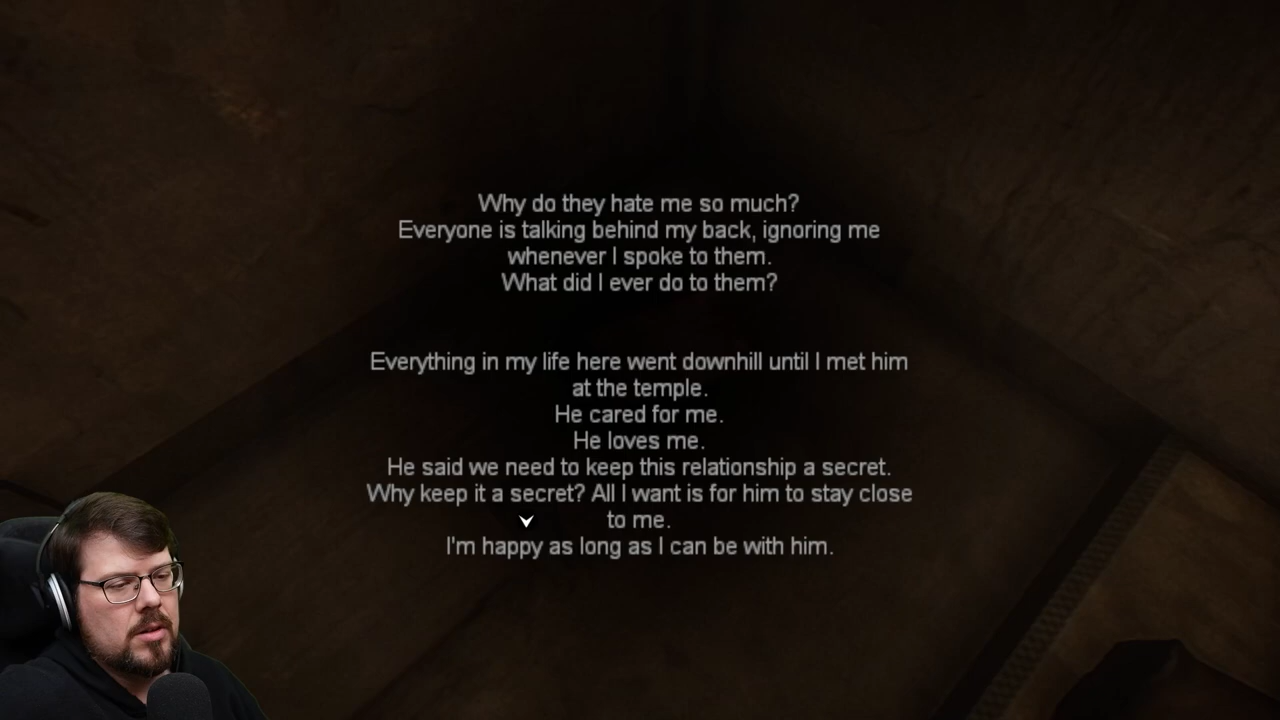 Why do they hate me so much?
Everyone is talking behind my back, ignoring me
whenever I spoke to them.
What did I ever do to them?
Everything in my life here went downhill until I met him
at the temple.
He cared for me.
He loves me.
He said we need to keep this relationship a secret.
Why keep it a secret? All I want is for him to stay close
to me.
I'm happy as long as I can be with him.